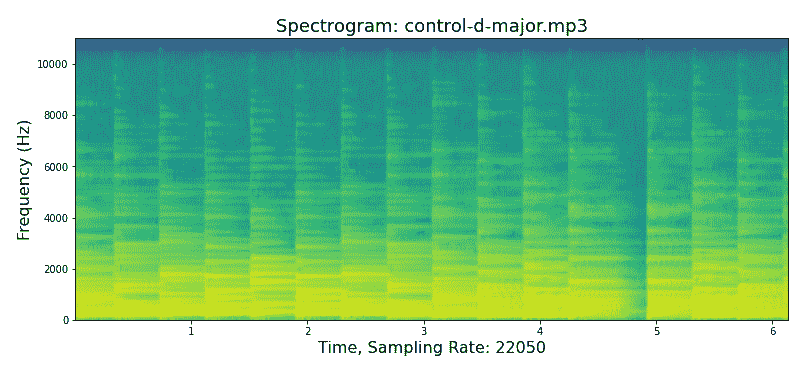 Spectrogram: control-d-major.mp3
Frequency (Hz)
10000
8000
6000
4000
2000
0
1 2 3 4 5 6
Time, Sampling Rate: 22050